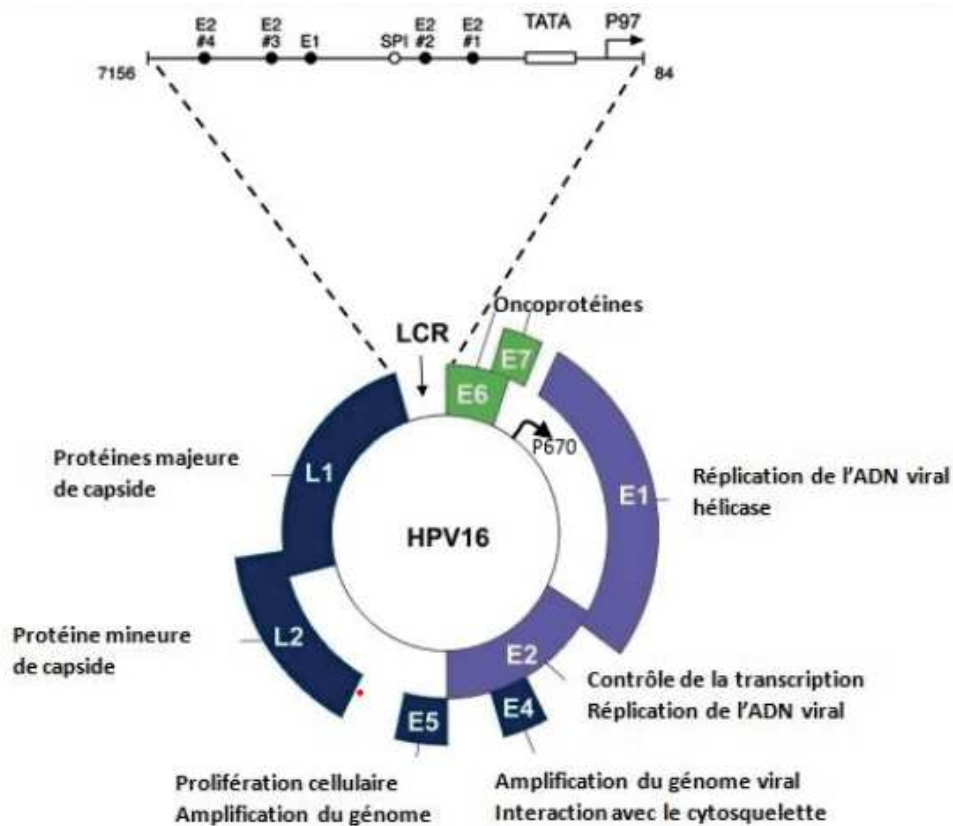 E2 E2 E2 E2 TATA P97
#4 #3 E1 SPI #2 #1
7156 84
Oncoprotéines
LCR
E7
E6
P670
Protéines majeure
de capside
L1
E1
Réplication de l'ADN viral
hélicase
HPV16
Protéine mineure
de capside
L2
E2
Contrôle de la transcription
Réplication de l'ADN viral
E5
E4
Prolifération cellulaire
Amplification du génome
Amplification du génome viral
Interaction avec le cytosquelette